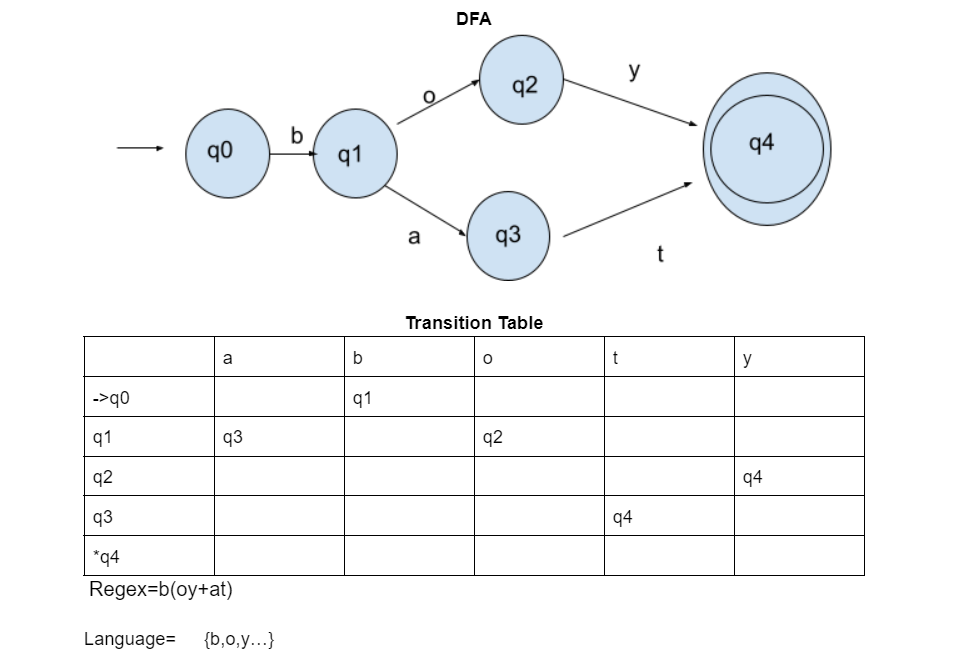 DFA
y
o
q2
b
q0
q1
q4
a
q3
t
Transition Table
a b o t y
->q0 q1
q1 q3 q2
q2 q4
q3 q4
*q4
Regex=b(oy+at)
Language= {b,o,y...}